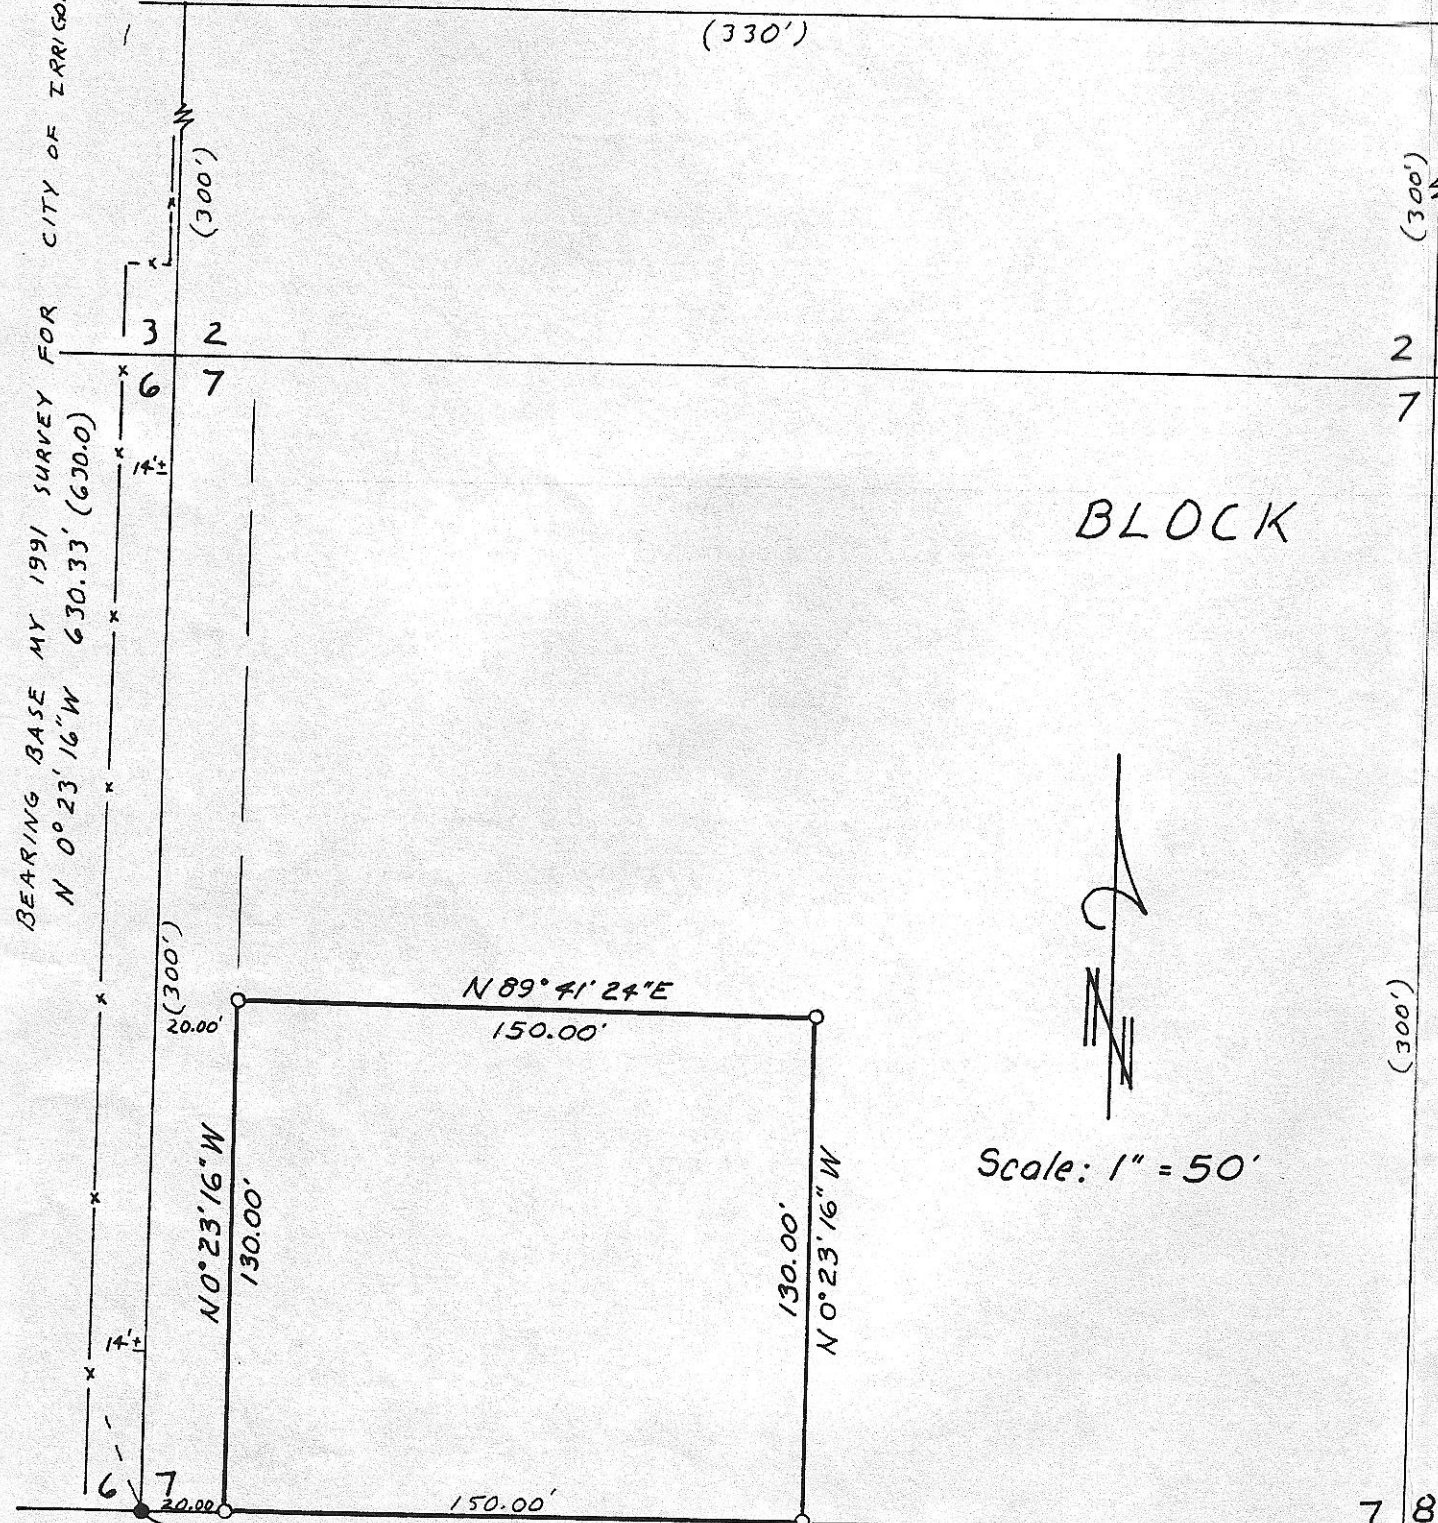 1
(330')
BEARING BASE MY 1991 SURVEY FOR CITY OF IRRIGO
N 0° 23' 16" W 630.33' (630.0)
(300')
(300')
3 2
2
6 7
7
14'±
BLOCK
(300')
20.00'
N 89° 41' 24" E
150.00'
N
(300')
Scale: 1" = 50'
N 0° 23' 16" W
130.00'
130.00'
N 0° 23' 16" W
14'±
6 7
20.00
150.00'
7 8